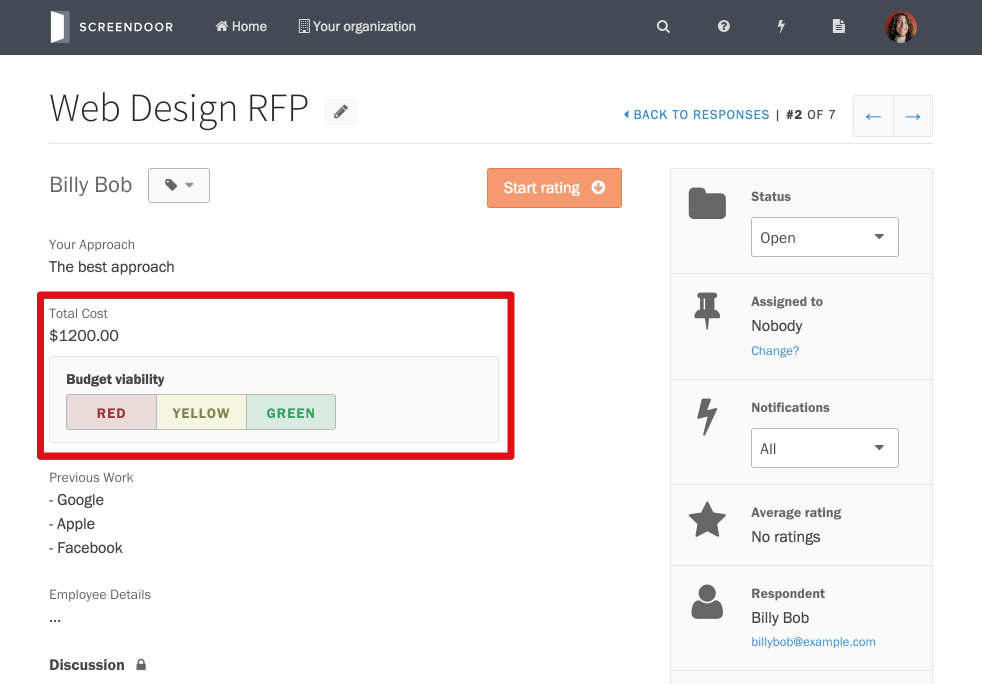 SCREENDOOR
Home
Your organization
Web Design RFP
BACK TO RESPONSES | #2 OF 7
Billy Bob
Start rating
Your Approach
The best approach
Total Cost
$1200.00
Budget viability
RED
YELLOW
GREEN
Previous Work
- Google
- Apple
- Facebook
Employee Details
...
Discussion
Status
Open
Assigned to
Nobody
Change?
Notifications
All
Average rating
No ratings
Respondent
Billy Bob
billybob@example.com